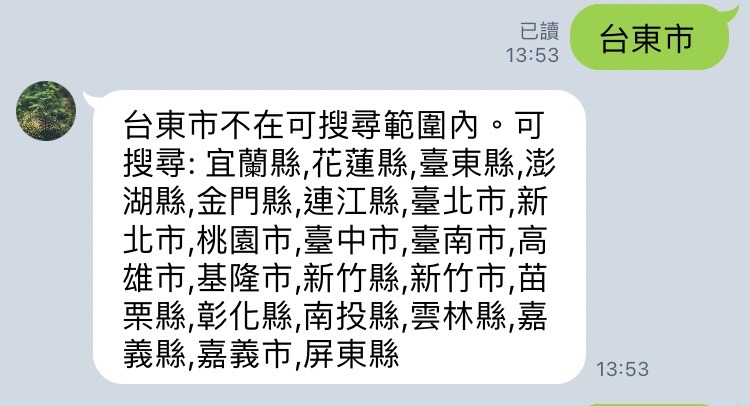 已讀
13:53
台東市
台東市不在可搜尋範圍內。可
搜尋: 宜蘭縣,花蓮縣,臺東縣,澎
湖縣,金門縣,連江縣,臺北市,新
北市,桃園市,臺中市,臺南市,高
雄市,基隆市,新竹縣,新竹市,苗
栗縣,彰化縣,南投縣,雲林縣,嘉
義縣,嘉義市,屏東縣
13:53